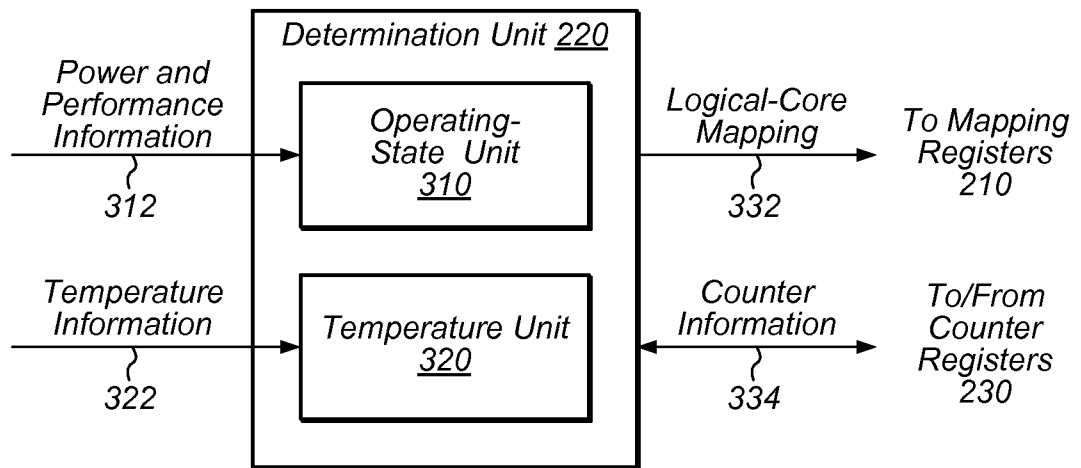 Determination Unit 220
Power and
Performance
Information
312
Operating-
State Unit
310
Logical-Core
Mapping
332
To Mapping
Registers
210
Temperature
Information
322
Temperature Unit
320
Counter
Information
334
To/From
Counter
Registers
230